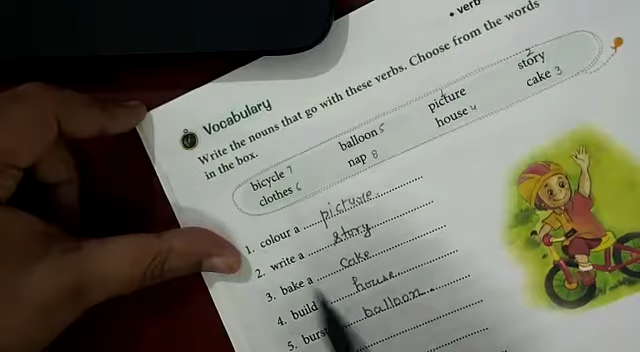 • verb
Vocabulary
Write the nouns that go with these verbs. Choose from the words
in the box.
bicycle 7 balloon 5 picture 1 story 2
clothes 6 nap 8 house 4 cake 3
1. colour a picture
2. write a story
3. bake a cake
4. build house
5. burst balloon